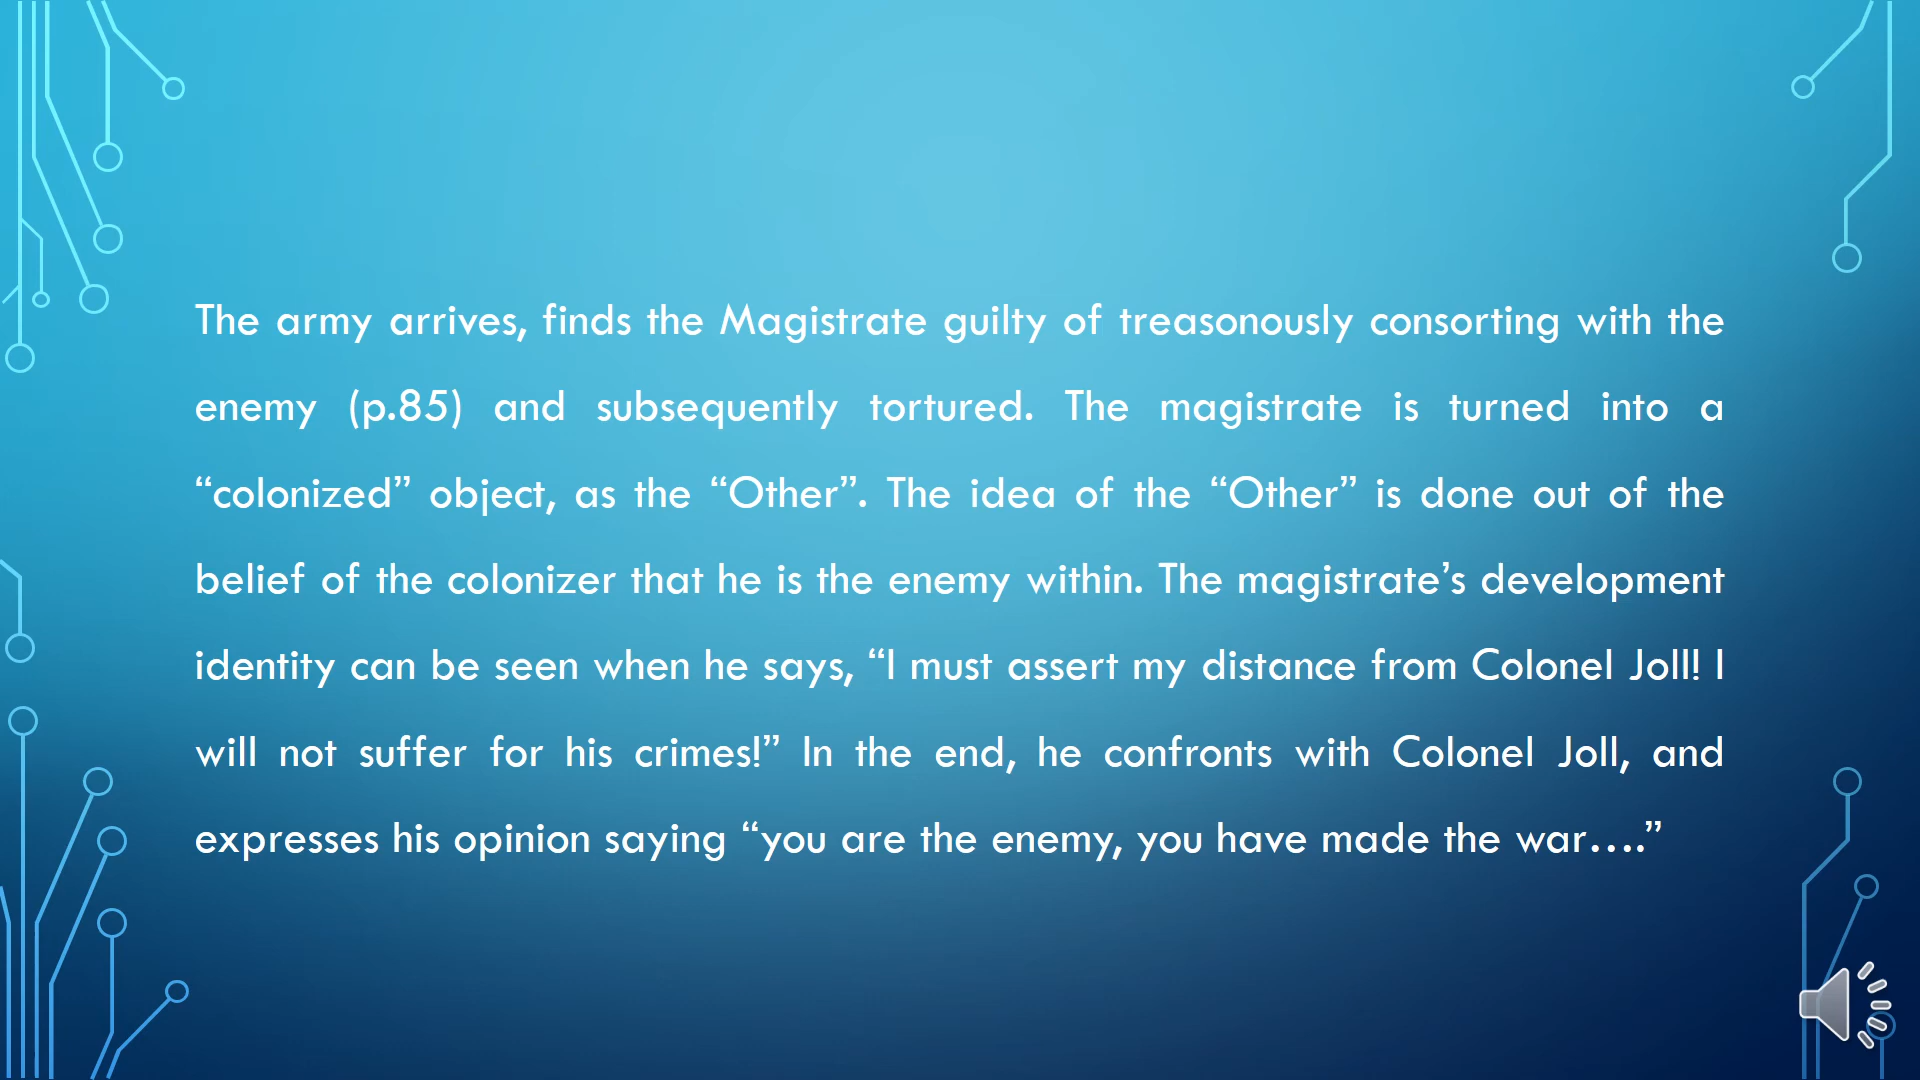 The army arrives, finds the Magistrate guilty of treasonously consorting with the
enemy (p.85) and subsequently tortured. The magistrate is turned into a
“colonized” object, as the “Other”. The idea of the “Other” is done out of the
belief of the colonizer that he is the enemy within. The magistrate’s development
identity can be seen when he says, “I must assert my distance from Colonel Joll! I
will not suffer for his crimes!” In the end, he confronts with Colonel Joll, and
expresses his opinion saying “you are the enemy, you have made the war….”